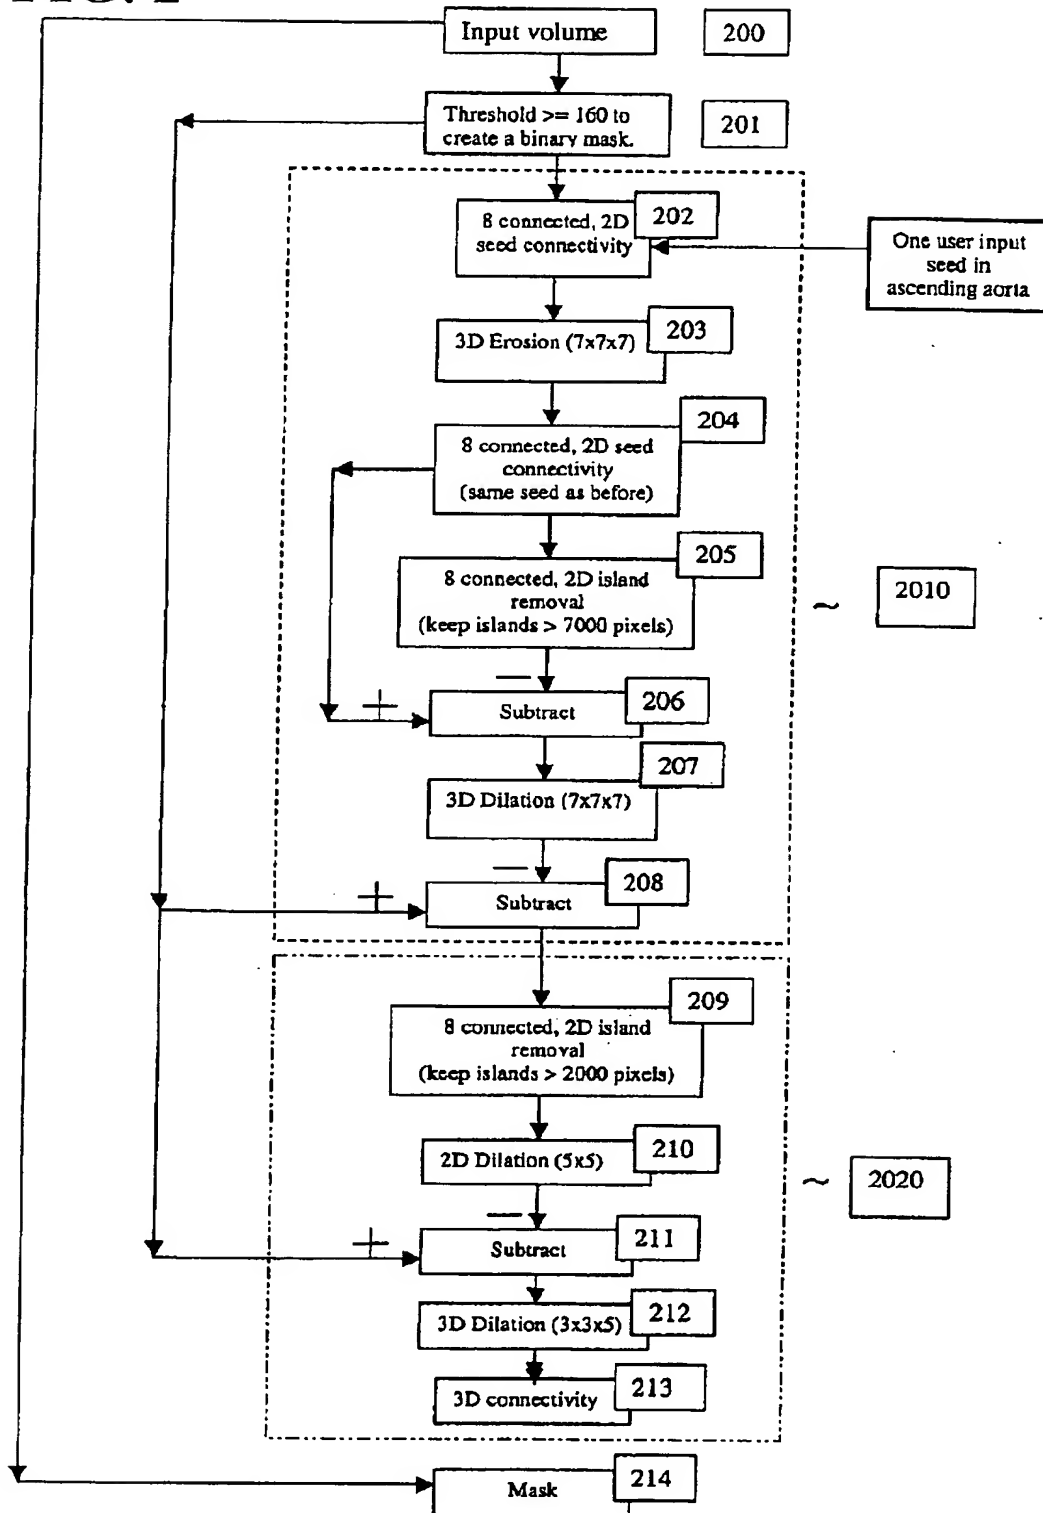 Input volume
200
Threshold >= 160 to
create a binary mask.
201
8 connected, 2D
seed connectivity
202
One user input
seed in
ascending aorta
3D Erosion (7x7x7)
203
8 connected, 2D seed
connectivity
(same seed as before)
204
8 connected, 2D island
removal
(keep islands > 7000 pixels)
205
~ 2010
−
+
Subtract
206
3D Dilation (7x7x7)
207
−
+
Subtract
208
8 connected, 2D island
removal
(keep islands > 2000 pixels)
209
2D Dilation (5x5)
210
~ 2020
−
+
Subtract
211
3D Dilation (3x3x5)
212
3D connectivity
213
Mask
214